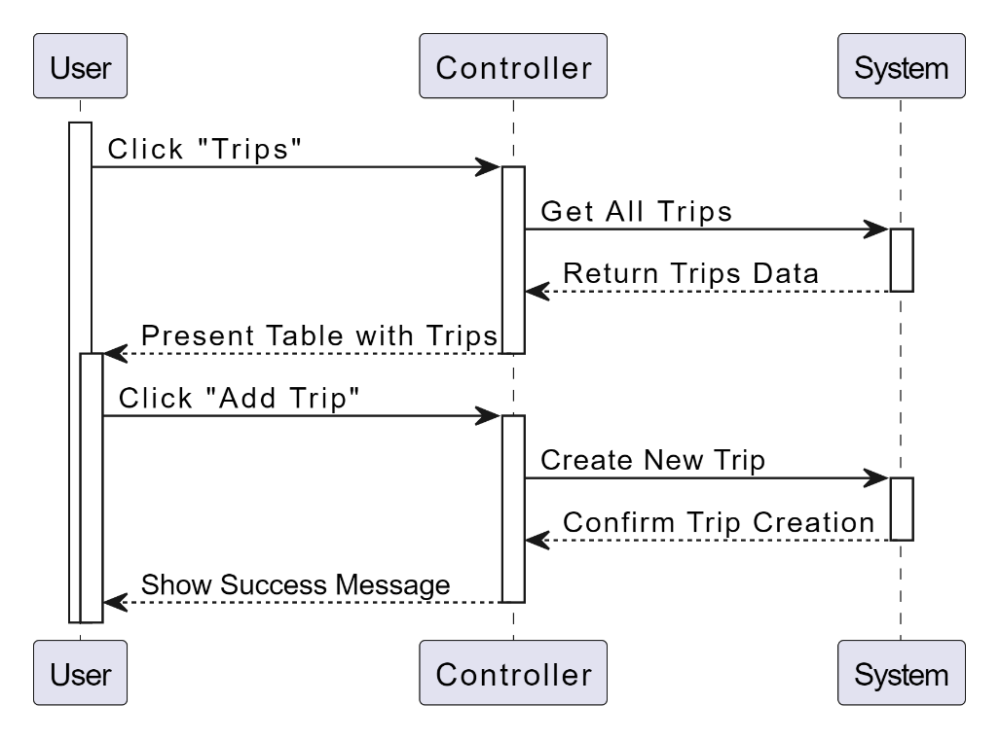 User
Controller
System
Click "Trips"
Get All Trips
Return Trips Data
Present Table with Trips
Click "Add Trip"
Create New Trip
Confirm Trip Creation
Show Success Message
User
Controller
System